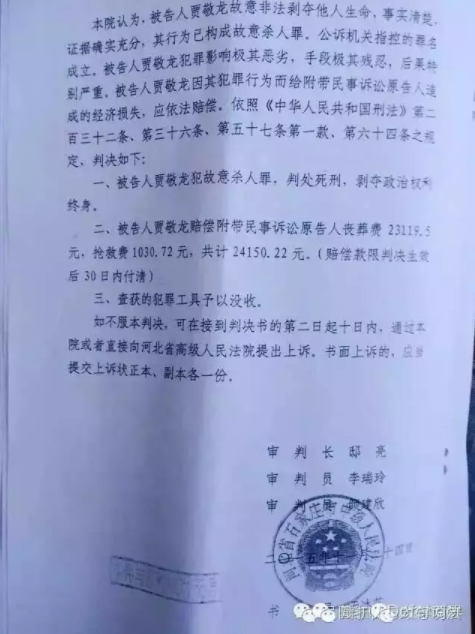 本院认为，被告人贾敬龙故意非法剥夺他人生命，事实清楚，
证据确实充分，其行为已构成故意杀人罪。公诉机关指控的罪名
成立。被告人贾敬龙犯罪影响极其恶劣，手段极其残忍，后果特
别严重。被告人贾敬龙因其犯罪行为而给附带民事诉讼原告人造
成的经济损失，应依法赔偿。依照《中华人民共和国刑法》第二
百三十二条、第三十六条、第五十七条第一款、第六十四条之规
定，判决如下：
一、被告人贾敬龙犯故意杀人罪，判处死刑，剥夺政治权利
终身。
二、被告人贾敬龙赔偿附带民事诉讼原告人丧葬费 23119.5
元，抢救费 1030.72 元，共计 24150.22 元。（赔偿款限判决生效
后 30 日内付清）
三、查获的犯罪工具予以没收。
如不服本判决，可在接到判决书的第二日起十日内，通过本
院或者直接向河北省高级人民法院提出上诉。书面上诉的，应当
提交上诉状正本、副本各一份。
审 判 长 邸 亮
审 判 员 李瑞玲
审 判 员 欣
河北省石家庄市中级人民法院
五年 十四日
书